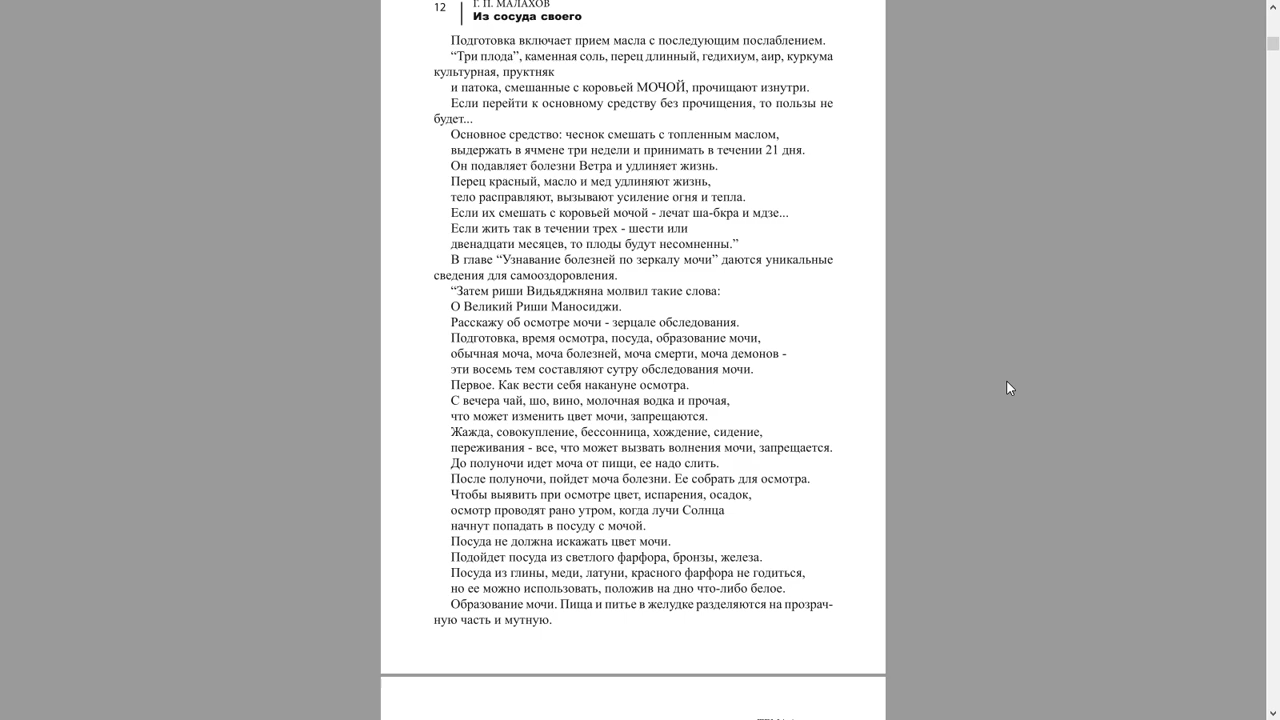 12
Г. П. МАЛАХОВ
Из сосуда своего
Подготовка включает прием масла с последующим послаблением.
“Три плода”, каменная соль, перец длинный, гедихиум, аир, куркума
культурная, пруктняк
и патока, смешанные с коровьей МОЧОЙ, прочищают изнутри.
Если перейти к основному средству без прочищения, то пользы не
будет...
Основное средство: чеснок смешать с топленным маслом,
выдержать в ячмене три недели и принимать в течении 21 дня.
Он подавляет болезни Ветра и удлиняет жизнь.
Перец красный, масло и мед удлиняют жизнь,
тело расправляют, вызывают усиление огня и тепла.
Если их смешать с коровьей мочой - лечат ша-бкра и мдзе...
Если жить так в течении трех - шести или
двенадцати месяцев, то плоды будут несомненны.”
В главе “Узнавание болезней по зеркалу мочи” даются уникальные
сведения для самооздоровления.
“Затем риши Видьяджняна молвил такие слова:
О Великий Риши Маносиджи.
Расскажу об осмотре мочи - зерцале обследования.
Подготовка, время осмотра, посуда, образование мочи,
обычная моча, моча болезней, моча смерти, моча демонов -
эти восемь тем составляют сутру обследования мочи.
Первое. Как вести себя накануне осмотра.
С вечера чай, шо, вино, молочная водка и прочая,
что может изменить цвет мочи, запрещаются.
Жажда, совокупление, бессонница, хождение, сидение,
переживания - все, что может вызвать волнения мочи, запрещается.
До полуночи идет моча от пищи, ее надо слить.
После полуночи, пойдет моча болезни. Ее собрать для осмотра.
Чтобы выявить при осмотре цвет, испарения, осадок,
осмотр проводят рано утром, когда лучи Солнца
начнут попадать в посуду с мочой.
Посуда не должна искажать цвет мочи.
Подойдет посуда из светлого фарфора, бронзы, железа.
Посуда из глины, меди, латуни, красного фарфора не годиться,
но ее можно использовать, положив на дно что-либо белое.
Образование мочи. Пища и питье в желудке разделяются на прозрач-
ную часть и мутную.